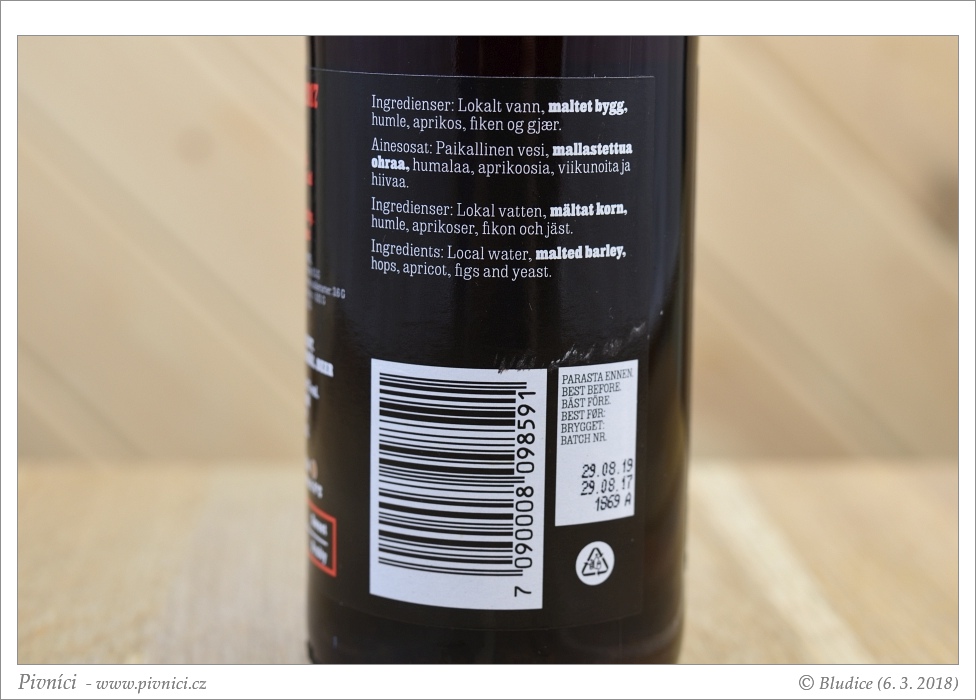 Ingredienser: Lokalt vann, maltet bygg,
humle, aprikos, fiken og gjær.
Ainesosat: Paikallinen vesi, mallastettua
ohraa, humalaa, aprikoosia, viikunoita ja
hiivaa.
Ingredienser: Lokal vatten, mältat korn,
humle, aprikoser, fikon och jäst.
Ingredients: Local water, malted barley,
hops, apricot, figs and yeast.
7 090008 098591
PARASTA ENNEN.
BEST BEFORE.
BÄST FÖRE.
BEST FØR:
BRYGGET:
BATCH NR.
29.08.19
29.08.17
1869 A
Pivníci - www.pivnici.cz
© Bludice (6. 3. 2018)